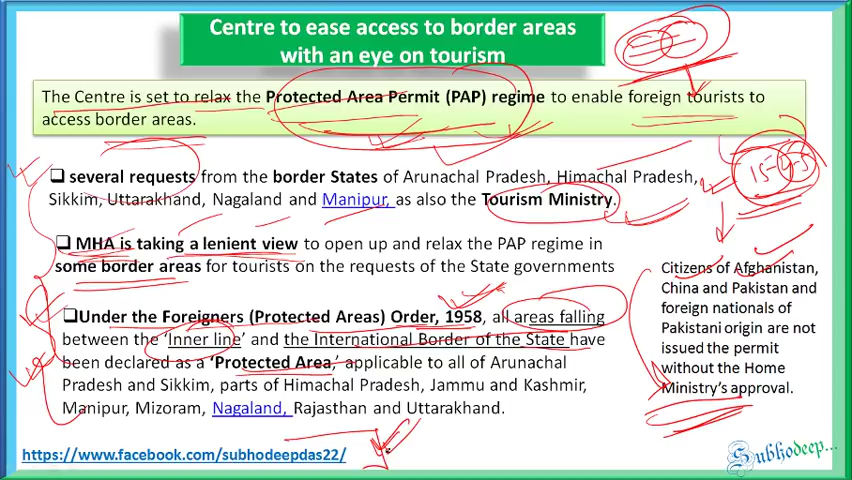 Centre to ease access to border areas
with an eye on tourism
The Centre is set to relax the Protected Area Permit (PAP) regime to enable foreign tourists to
access border areas.
❑ several requests from the border States of Arunachal Pradesh, Himachal Pradesh,
Sikkim, Uttarakhand, Nagaland and Manipur, as also the Tourism Ministry.
❑ MHA is taking a lenient view to open up and relax the PAP regime in
some border areas for tourists on the requests of the State governments
❑Under the Foreigners (Protected Areas) Order, 1958, all areas falling
between the 'Inner line' and the International Border of the State have
been declared as a 'Protected Area,' applicable to all of Arunachal
Pradesh and Sikkim, parts of Himachal Pradesh, Jammu and Kashmir,
Manipur, Mizoram, Nagaland, Rajasthan and Uttarakhand.
15
Citizens of Afghanistan,
China and Pakistan and
foreign nationals of
Pakistani origin are not
issued the permit
without the Home
Ministry's approval.
https://www.facebook.com/subhodeepdas22/
Subhodeep...